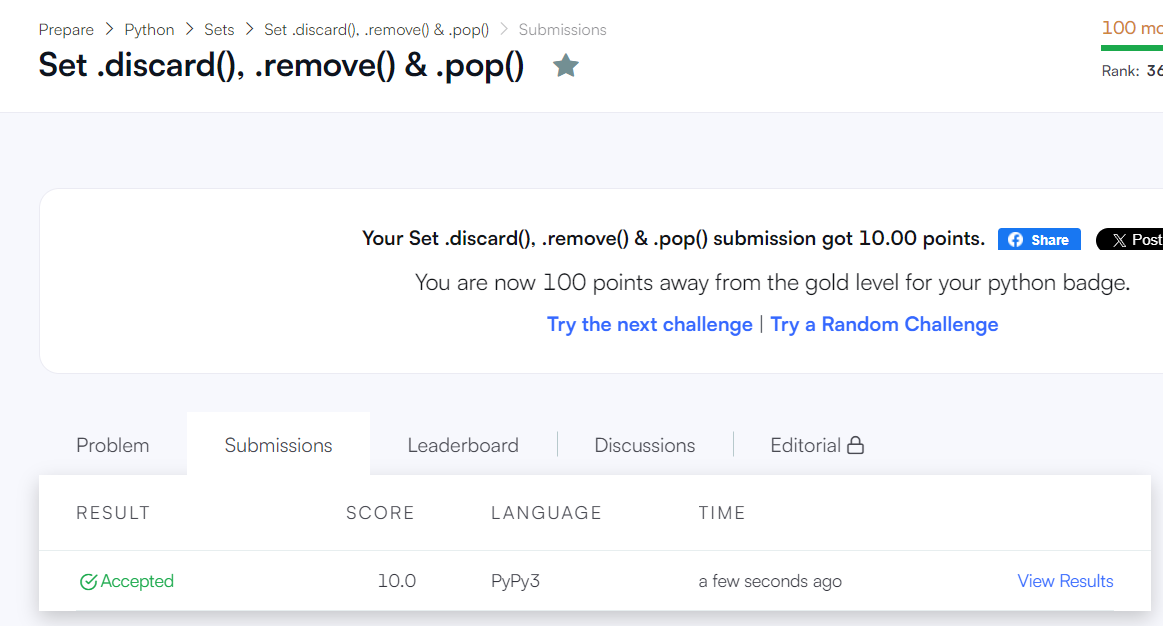 Prepare > Python > Sets > Set .discard(), .remove() & .pop() > Submissions
100 mo
Set .discard(), .remove() & .pop()
Rank: 36
Your Set .discard(), .remove() & .pop() submission got 10.00 points. Share Post
You are now 100 points away from the gold level for your python badge.
Try the next challenge | Try a Random Challenge
Problem Submissions Leaderboard Discussions Editorial
RESULT SCORE LANGUAGE TIME
Accepted 10.0 PyPy3 a few seconds ago View Results